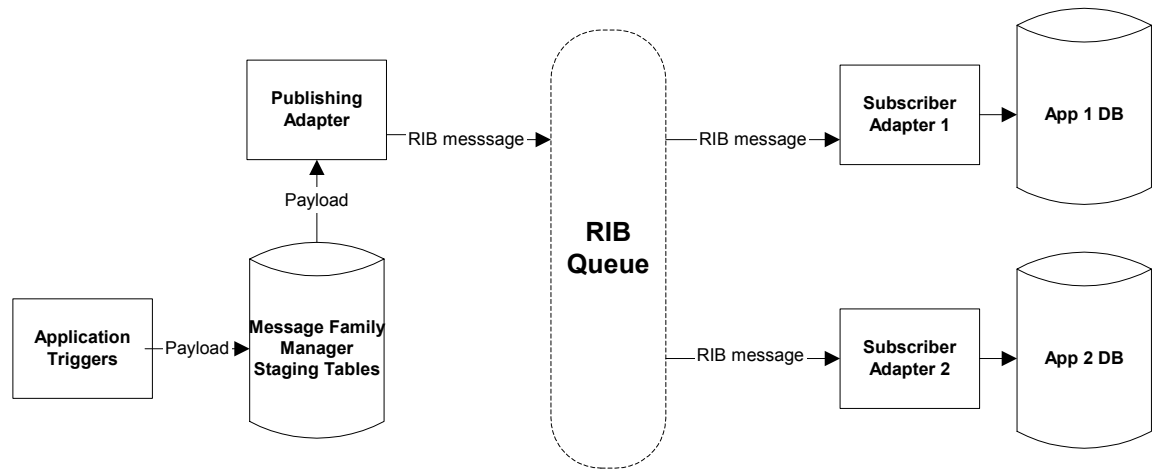 Publishing
Adapter
RIB messsage
Payload
Application
Triggers
Payload
Message Family
Manager
Staging Tables
RIB
Queue
RIB message
Subscriber
Adapter 1
App 1 DB
RIB message
Subscriber
Adapter 2
App 2 DB